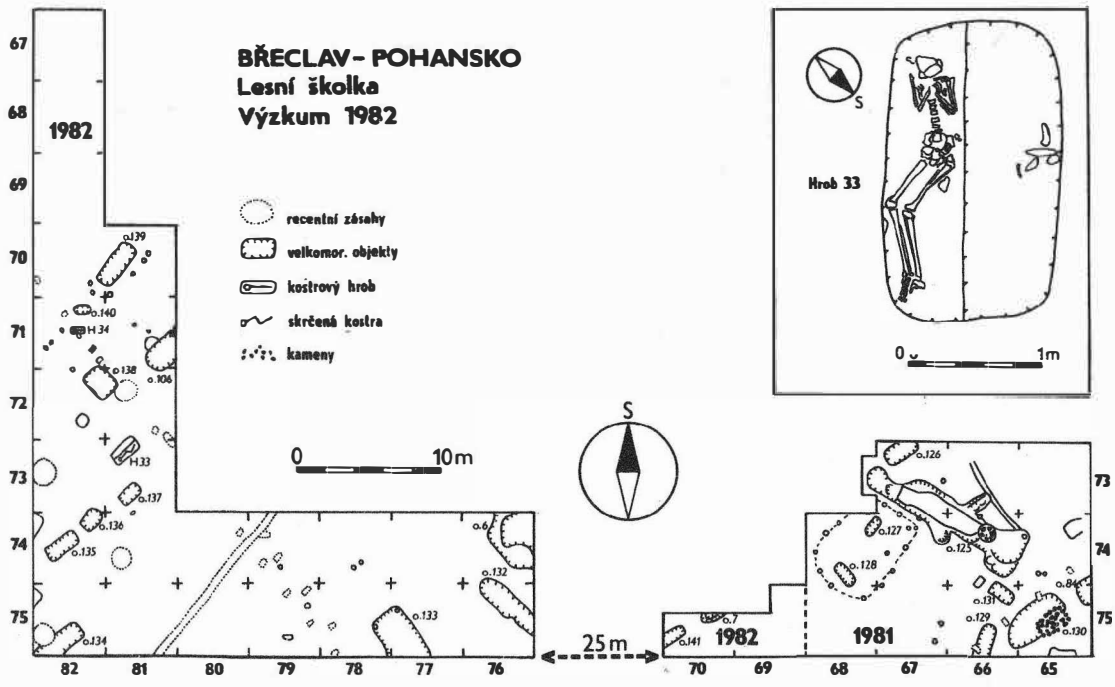 BŘECLAV - POHANSKO
Lesní školka
Výzkum 1982
recentní zásahy
velkomor. objekty
kostrový hrob
skrčená kostra
kameny
0 10 m
S
S
Hrob 33
0 1m
67
68
1982
69
70
71
72
73
74
75
o.139
o.140
H 34
o.138
o.106
H33
o.137
o.136
o.135
o.134
o.6
o.132
o.133
82 81 80 79 78 77 76
25 m
o.126
o.127
o.125
o.128
o.84
o.131
o.129
o.130
o.7
o.141
1982 1981
73
74
75
70 69 68 67 66 65